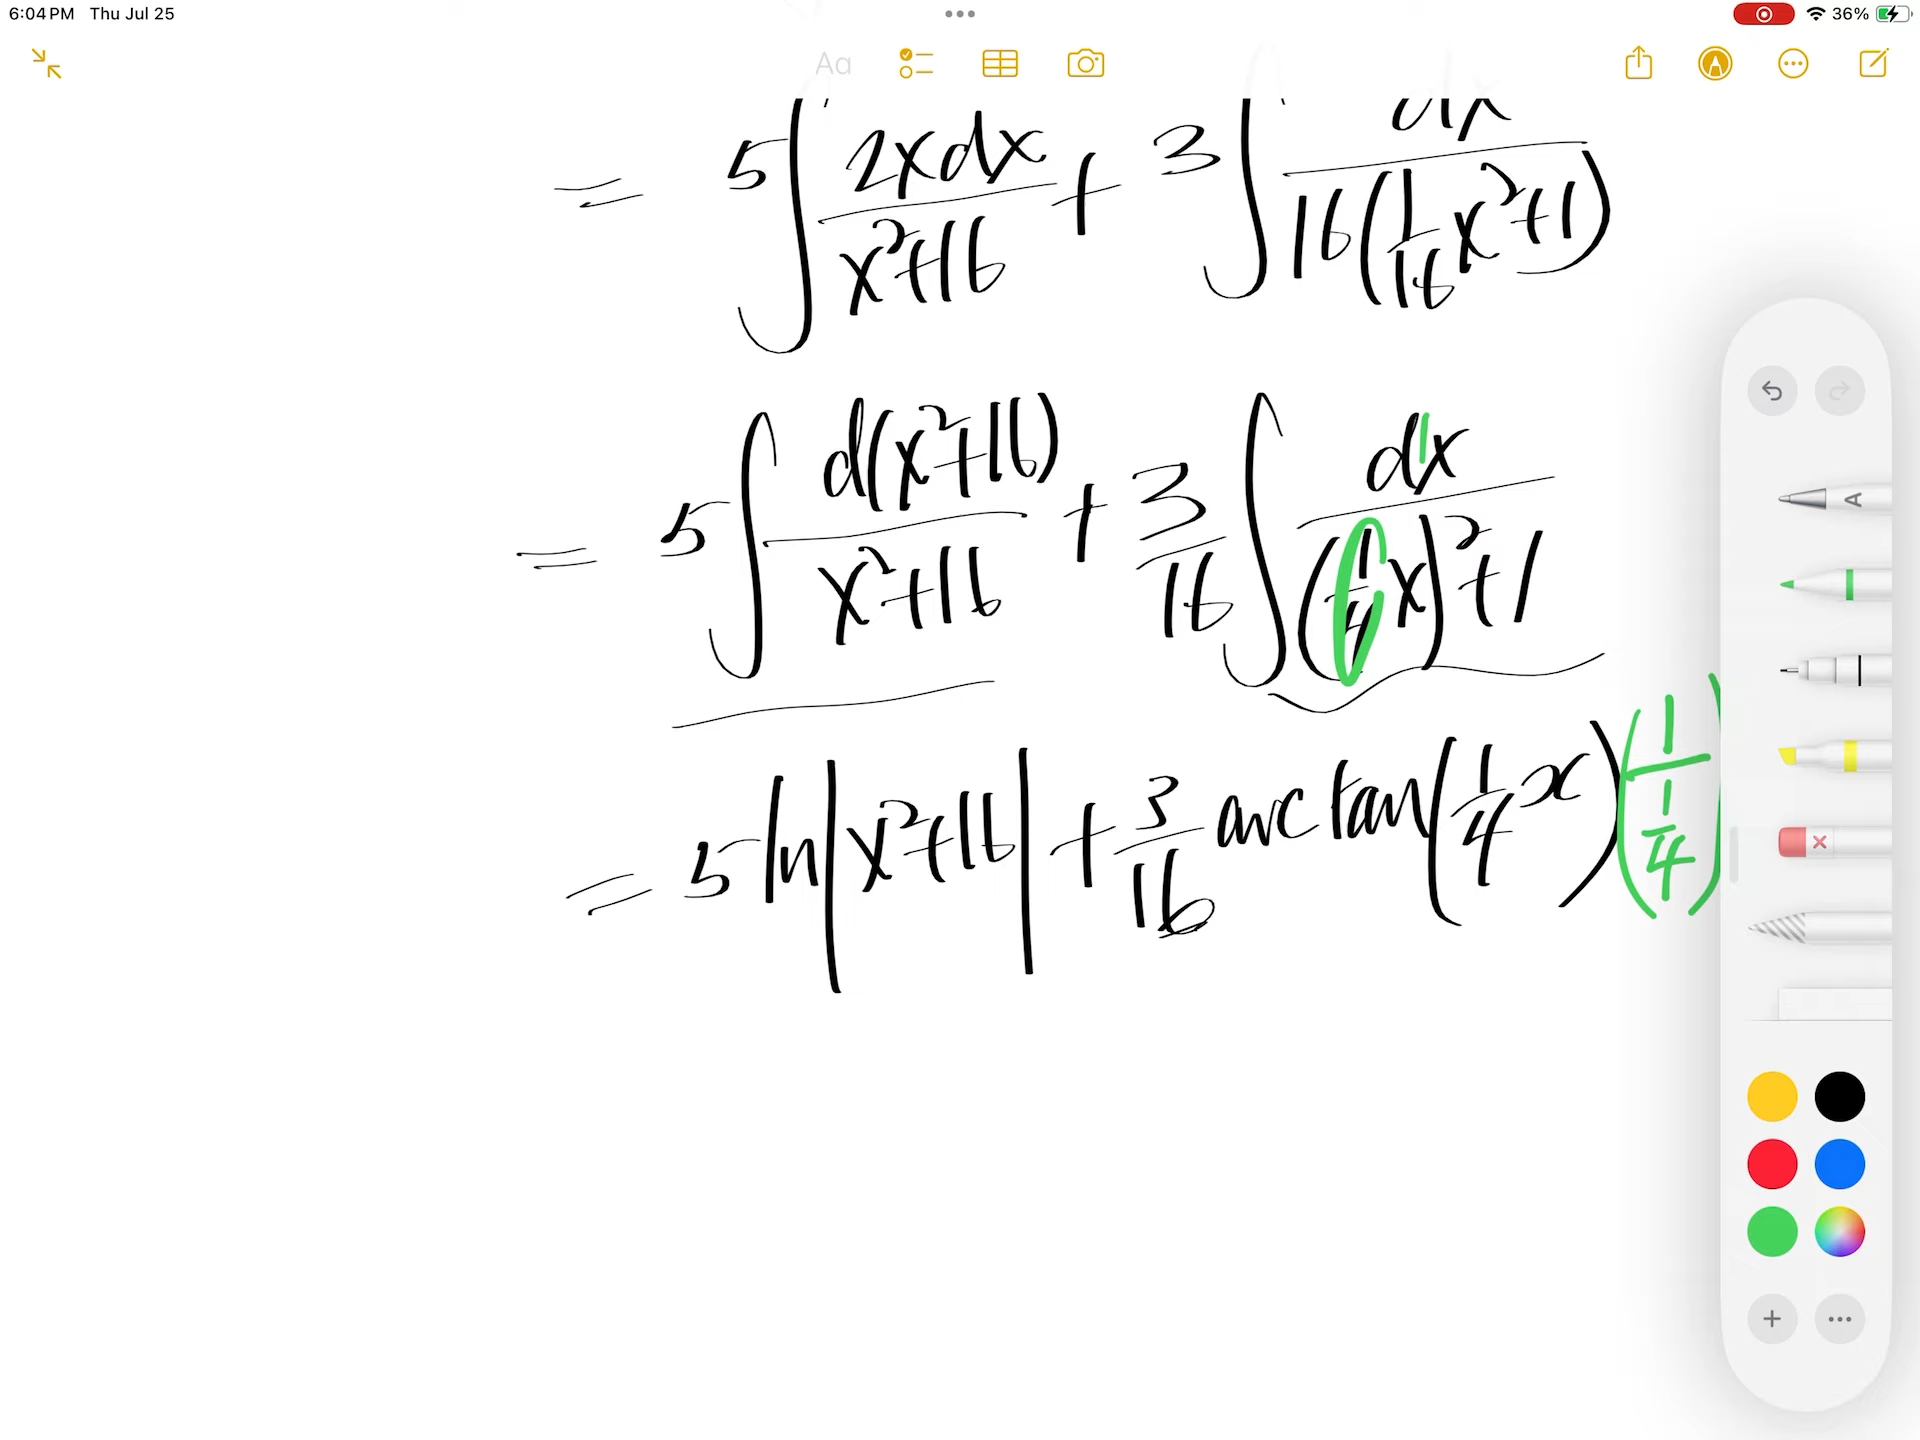 6:04 PM Thu Jul 25 36%
Aa
= 5∫ 2xdx/(x²+16) + 3∫ dx/(16(1/16 x²+1))
= 5∫ d(x²+16)/(x²+16) + 3/16 ∫ dx/((1/4 x)²+1)
= 5 ln|x²+16| + 3/16 arctan(1/4 x)(1/(1/4))
A